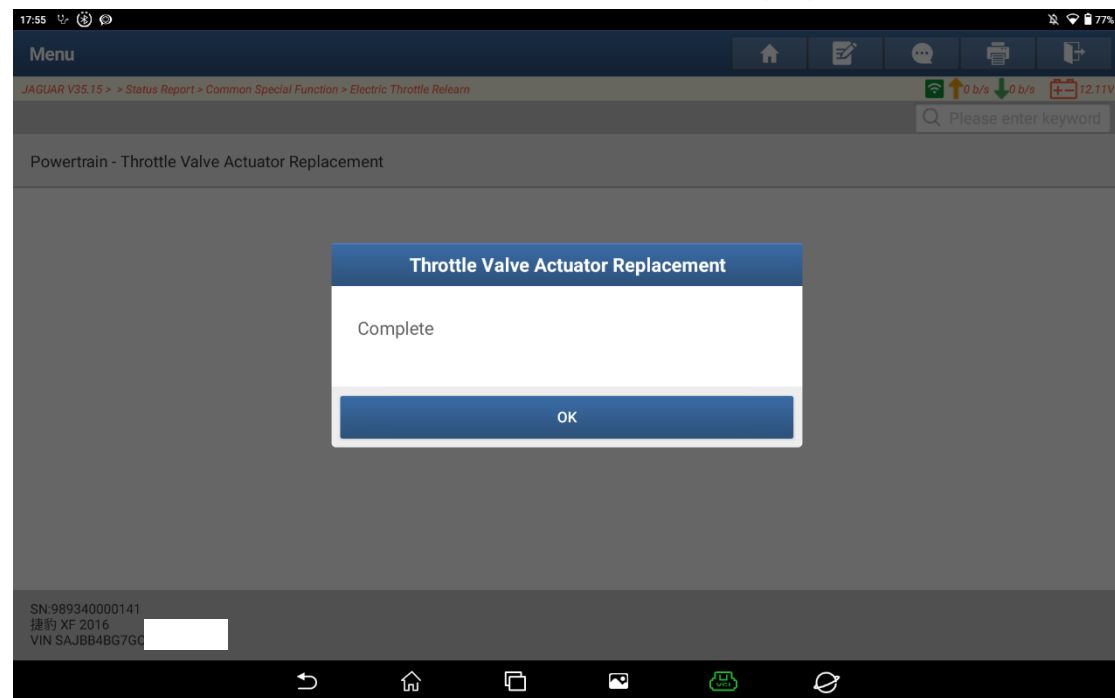 17:55
77%
Menu
JAGUAR V35.15 > > Status Report > Common Special Function > Electric Throttle Relearn
0 b/s 0 b/s 12.11V
Please enter keyword
Powertrain - Throttle Valve Actuator Replacement
Throttle Valve Actuator Replacement
Complete
OK
SN:989340000141
捷豹 XF 2016
VIN SAJBB4BG7GC
VCI